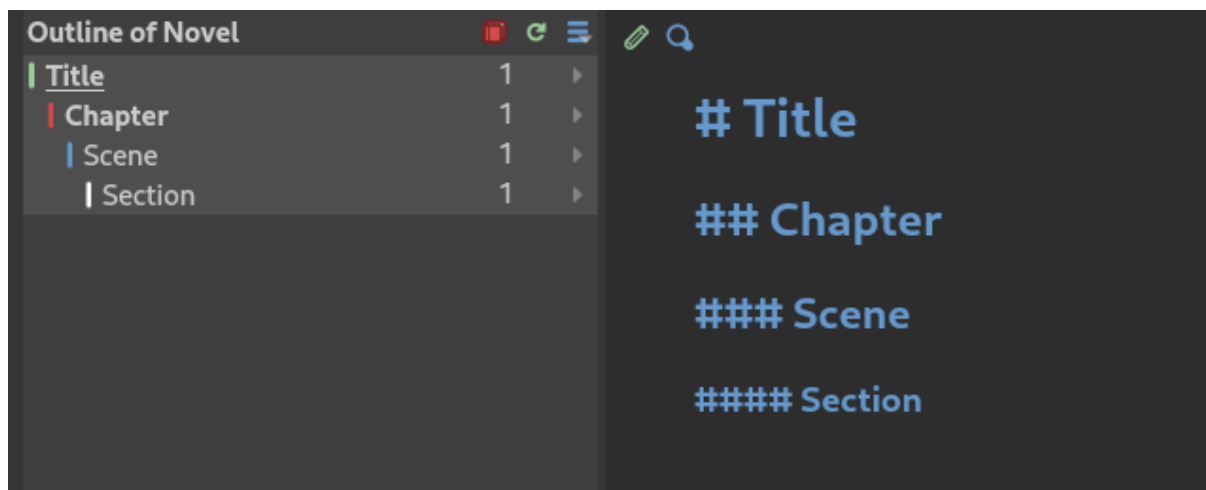 Outline of Novel
Title 1
Chapter 1
Scene 1
Section 1
# Title
## Chapter
### Scene
#### Section